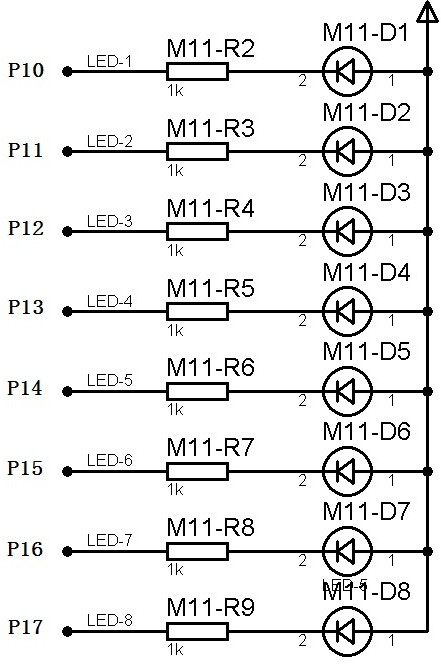 M11-D1
P10 LED-1 M11-R2
1k 2 1
M11-D2
P11 LED-2 M11-R3
1k 2 1
M11-D3
P12 LED-3 M11-R4
1k 2 1
M11-D4
P13 LED-4 M11-R5
1k 2 1
M11-D5
P14 LED-5 M11-R6
1k 2 1
M11-D6
P15 LED-6 M11-R7
1k 2 1
M11-D7
P16 LED-7 M11-R8
1k 2 1
M11-D8
P17 LED-8 M11-R9
1k 2 1